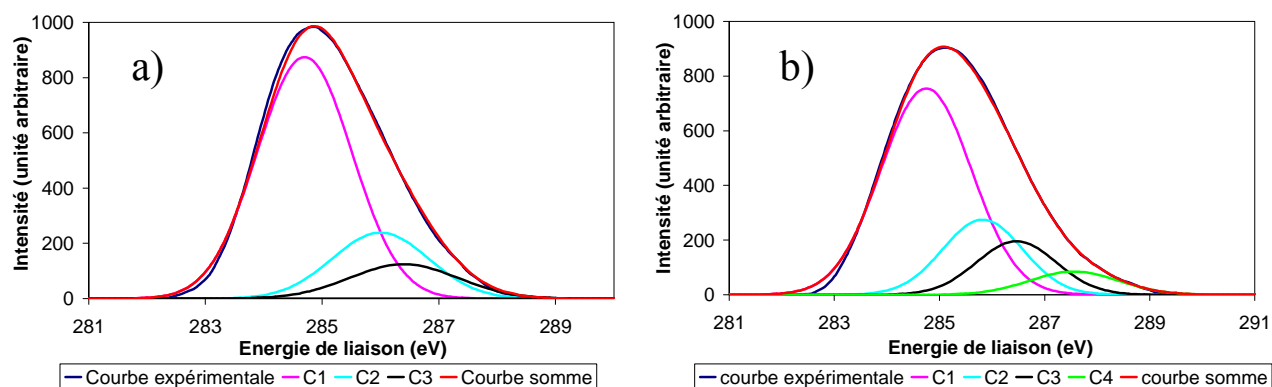 a)
Intensité (unité arbitraire)
1000
800
600
400
200
0
281 283 285 287 289
Energie de liaison (eV)
Courbe expérimentale C1 C2 C3 Courbe somme
b)
Intensité (unité arbitraire)
1000
800
600
400
200
0
281 283 285 287 289 291
Energie de liaison (eV)
courbe expérimentale C1 C2 C3 C4 courbe somme